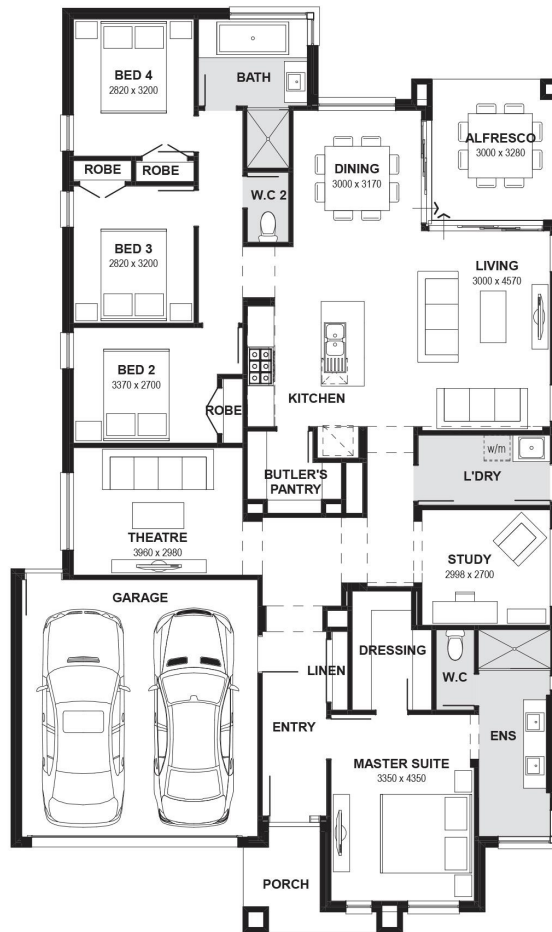 BED 4
2820 x 3200
BATH
ALFRESCO
3000 x 3280
DINING
3000 x 3170
ROBE
ROBE
W.C 2
BED 3
2820 x 3200
LIVING
3000 x 4570
BED 2
3370 x 2700
KITCHEN
ROBE
w/m
L'DRY
BUTLER'S
PANTRY
THEATRE
3960 x 2980
STUDY
2998 x 2700
GARAGE
LINEN
DRESSING
W.C
ENTRY
ENS
MASTER SUITE
3350 x 4350
PORCH